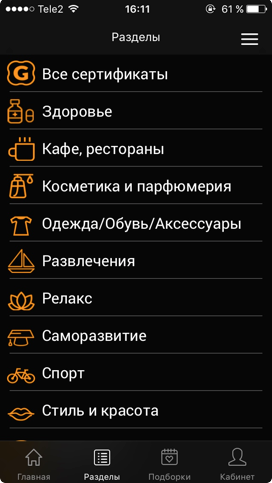 Tele2 16:11 61 %
Разделы
G
Все сертификаты
Здоровье
Кафе, рестораны
Косметика и парфюмерия
Одежда/Обувь/Аксессуары
Развлечения
Релакс
Саморазвитие
Спорт
Стиль и красота
Главная Разделы Подборки Кабинет